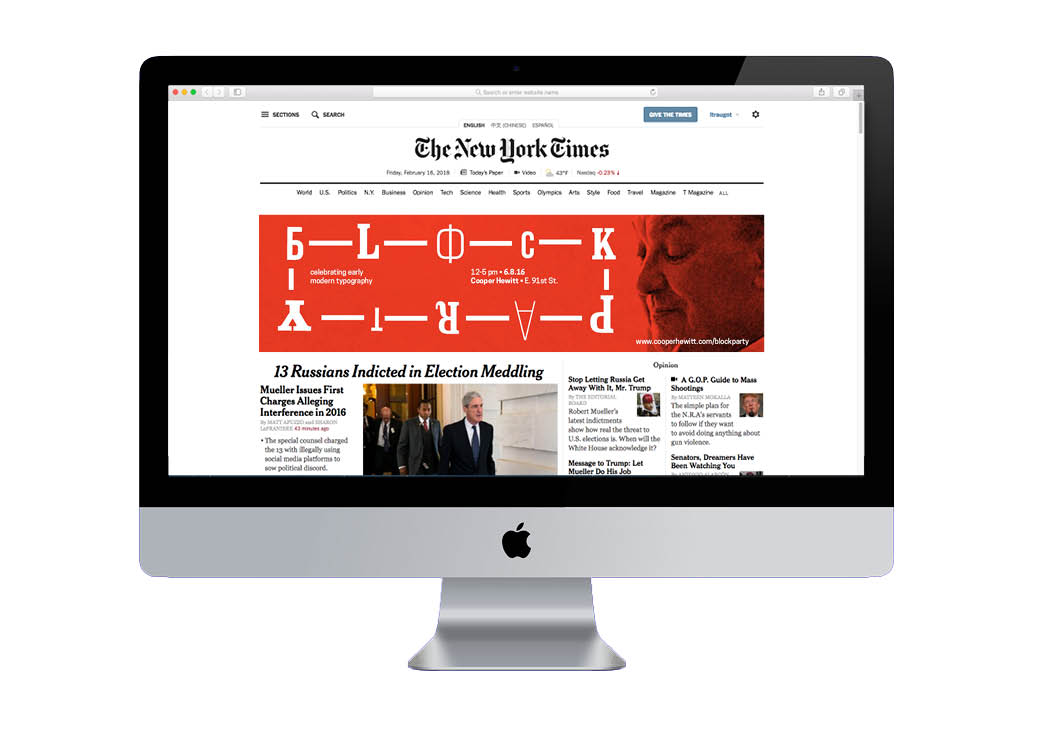 Search or enter website name
SECTIONS SEARCH
GIVE THE TIMES ltraugot
ENGLISH 中文 (CHINESE) ESPAÑOL
The New York Times
Friday, February 16, 2018 Today's Paper Video 43°F Nasdaq -0.23% ↓
World U.S. Politics N.Y. Business Opinion Tech Science Health Sports Olympics Arts Style Food Travel Magazine T Magazine ALL
Б—L—Ф—C—K
celebrating early
modern typography
12-5 pm • 6.8.16
Cooper Hewitt • E. 91st St.
Y—T—R—A—P
www.cooperhewitt.com/blockparty
13 Russians Indicted in Election Meddling
Mueller Issues First
Charges Alleging
Interference in 2016
By MATT APUZZO and SHARON
LaFRANIERE 43 minutes ago
• The special counsel charged
the 13 with illegally using
social media platforms to
sow political discord.
Opinion
Stop Letting Russia Get
Away With It, Mr. Trump
By THE EDITORIAL
BOARD
Robert Mueller's
latest indictments
show how real the threat to
U.S. elections is. When will the
White House acknowledge it?
Message to Trump: Let
Mueller Do His Job
A G.O.P. Guide to Mass
Shootings
The simple plan for
the N.R.A's servants
to follow if they want
to avoid doing anything about
gun violence.
Senators, Dreamers Have
Been Watching You